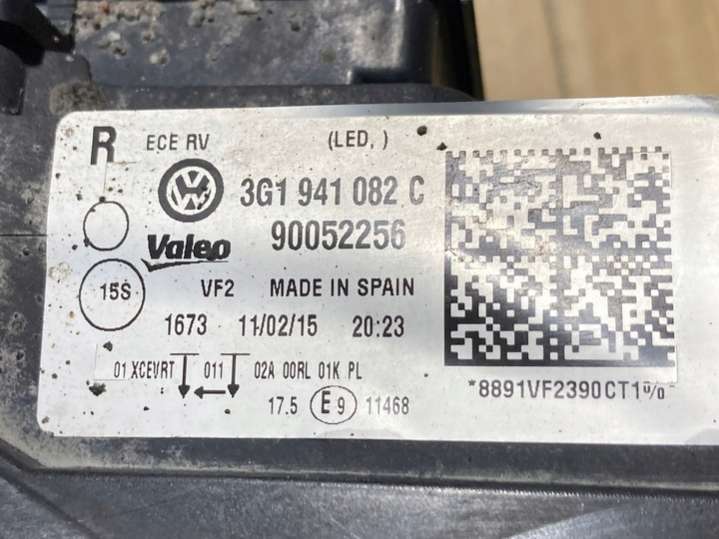 R ECE RV (LED, )
VW 3G1 941 082 C
Valeo 90052256
15S VF2 MADE IN SPAIN
1673 11/02/15 20:23
01 XCEVRT 011 02A 00RL 01K PL
17.5 E9 11468
*8891VF2390CT1%*